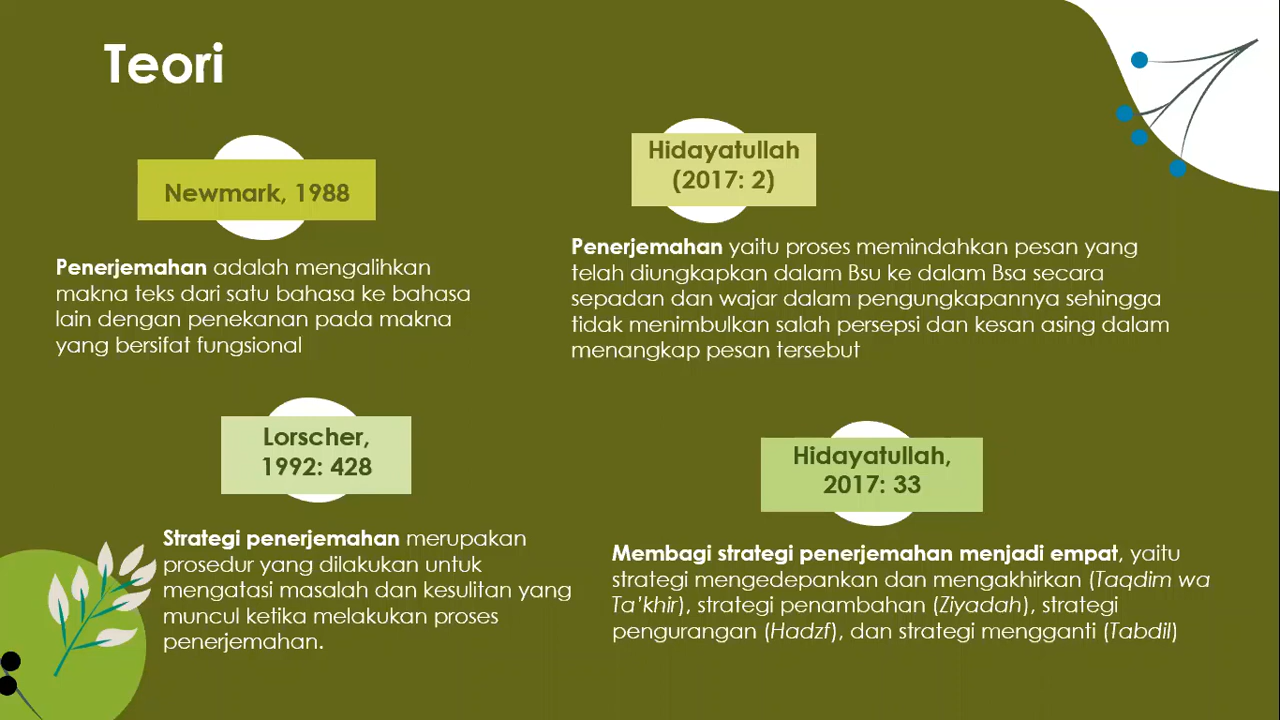 Teori
Newmark, 1988
Penerjemahan adalah mengalihkan
makna teks dari satu bahasa ke bahasa
lain dengan penekanan pada makna
yang bersifat fungsional
Hidayatullah
(2017: 2)
Penerjemahan yaitu proses memindahkan pesan yang
telah diungkapkan dalam Bsu ke dalam Bsa secara
sepadan dan wajar dalam pengungkapannya sehingga
tidak menimbulkan salah persepsi dan kesan asing dalam
menangkap pesan tersebut
Lorscher,
1992: 428
Strategi penerjemahan merupakan
prosedur yang dilakukan untuk
mengatasi masalah dan kesulitan yang
muncul ketika melakukan proses
penerjemahan.
Hidayatullah,
2017: 33
Membagi strategi penerjemahan menjadi empat, yaitu
strategi mengedepankan dan mengakhirkan (Taqdim wa
Ta’khir), strategi penambahan (Ziyadah), strategi
pengurangan (Hadzf), dan strategi mengganti (Tabdil)